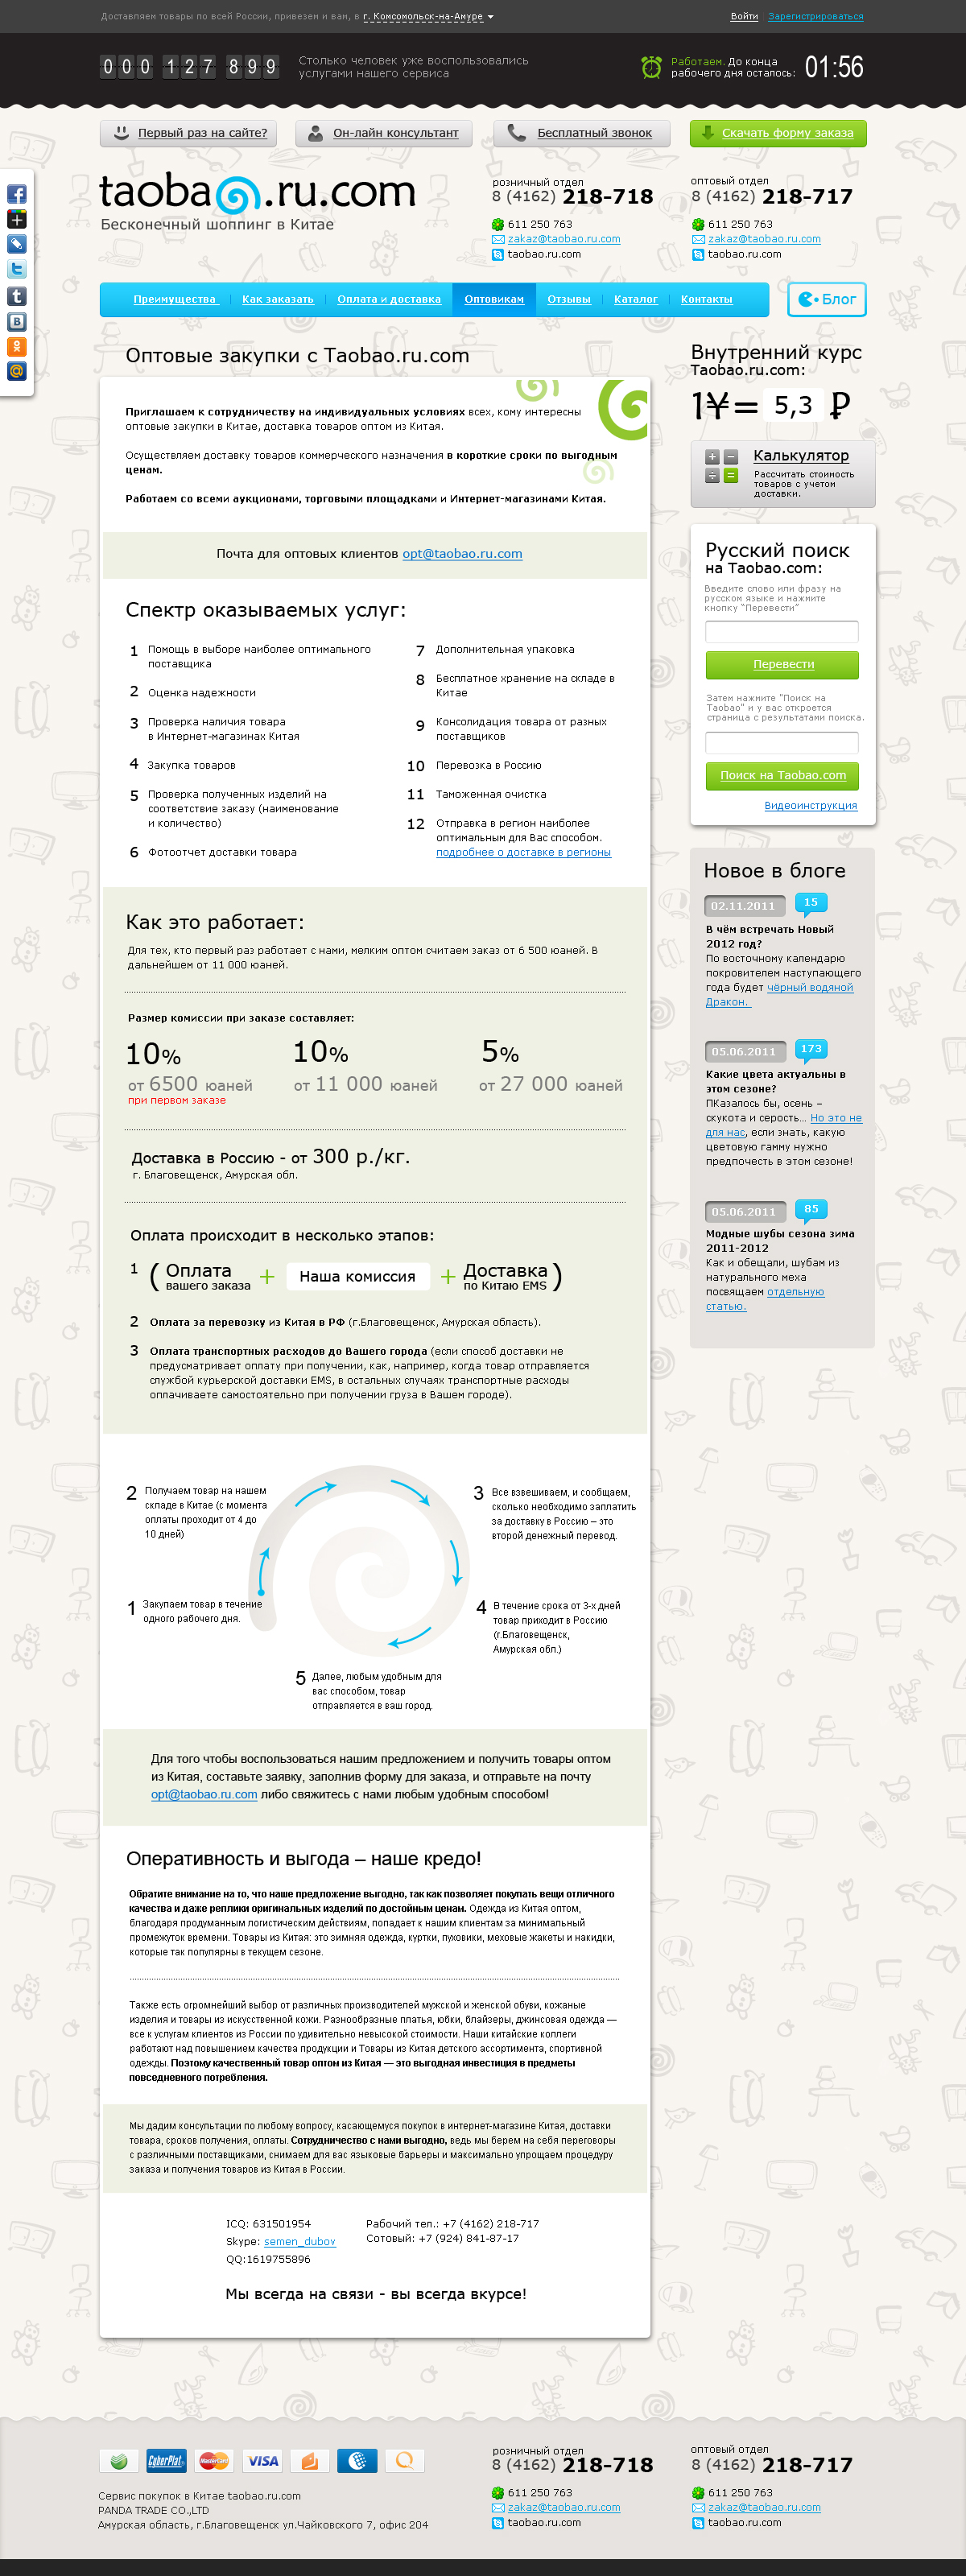 Доставляем товары по всей России, привезем и вам, в г. Комсомольск-на-Амуре
Войти Зарегистрироваться
000 127 899
Столько человек уже воспользовались
услугами нашего сервиса
Работаем. До конца
рабочего дня осталось:
01:56
Первый раз на сайте?
Он-лайн консультант
Бесплатный звонок
Скачать форму заказа
taobao.ru.com
Бесконечный шоппинг в Китае
розничный отдел
8 (4162) 218-718
611 250 763
zakaz@taobao.ru.com
taobao.ru.com
оптовый отдел
8 (4162) 218-717
611 250 763
zakaz@taobao.ru.com
taobao.ru.com
Преимущества
Как заказать
Оплата и доставка
Оптовикам
Отзывы
Каталог
Контакты
Блог
Оптовые закупки с Taobao.ru.com
Приглашаем к сотрудничеству на индивидуальных условиях всех, кому интересны
оптовые закупки в Китае, доставка товаров оптом из Китая.
Осуществляем доставку товаров коммерческого назначения в короткие сроки по выгодным
ценам.
Работаем со всеми аукционами, торговыми площадками и Интернет-магазинами Китая.
Почта для оптовых клиентов opt@taobao.ru.com
Спектр оказываемых услуг:
1 Помощь в выборе наиболее оптимального
поставщика
2 Оценка надежности
3 Проверка наличия товара
в Интернет-магазинах Китая
4 Закупка товаров
5 Проверка полученных изделий на
соответствие заказу (наименование
и количество)
6 Фотоотчет доставки товара
7 Дополнительная упаковка
8 Бесплатное хранение на складе в
Китае
9 Консолидация товара от разных
поставщиков
10 Перевозка в Россию
11 Таможенная очистка
12 Отправка в регион наиболее
оптимальным для Вас способом.
подробнее о доставке в регионы
Как это работает:
Для тех, кто первый раз работает с нами, мелким оптом считаем заказ от 6 500 юаней. В
дальнейшем от 11 000 юаней.
Размер комиссии при заказе составляет:
10%
от 6500 юаней
при первом заказе
10%
от 11 000 юаней
5%
от 27 000 юаней
Доставка в Россию - от 300 р./кг.
г. Благовещенск, Амурская обл.
Оплата происходит в несколько этапов:
1 ( Оплата + Наша комиссия + Доставка )
вашего заказа по Китаю EMS
2 Оплата за перевозку из Китая в РФ (г.Благовещенск, Амурская область).
3 Оплата транспортных расходов до Вашего города (если способ доставки не
предусматривает оплату при получении, как, например, когда товар отправляется
службой курьерской доставки EMS, в остальных случаях транспортные расходы
оплачиваете самостоятельно при получении груза в Вашем городе).
2 Получаем товар на нашем
складе в Китае (с момента
оплаты проходит от 4 до
10 дней)
3 Все взвешиваем, и сообщаем,
сколько необходимо заплатить
за доставку в Россию – это
второй денежный перевод.
1 Закупаем товар в течение
одного рабочего дня.
4 В течение срока от 3-х дней
товар приходит в Россию
(г.Благовещенск,
Амурская обл.)
5 Далее, любым удобным для
вас способом, товар
отправляется в ваш город.
Для того чтобы воспользоваться нашим предложением и получить товары оптом
из Китая, составьте заявку, заполнив форму для заказа, и отправьте на почту
opt@taobao.ru.com либо свяжитесь с нами любым удобным способом!
Оперативность и выгода – наше кредо!
Обратите внимание на то, что наше предложение выгодно, так как позволяет покупать вещи отличного
качества и даже реплики оригинальных изделий по достойным ценам. Одежда из Китая оптом,
благодаря продуманным логистическим действиям, попадает к нашим клиентам за минимальный
промежуток времени. Товары из Китая: это зимняя одежда, куртки, пуховики, меховые жакеты и накидки,
которые так популярны в текущем сезоне.
Также есть огромнейший выбор от различных производителей мужской и женской обуви, кожаные
изделия и товары из искусственной кожи. Разнообразные платья, юбки, блайзеры, джинсовая одежда —
все к услугам клиентов из России по удивительно невысокой стоимости. Наши китайские коллеги
работают над повышением качества продукции и Товары из Китая детского ассортимента, спортивной
одежды. Поэтому качественный товар оптом из Китая — это выгодная инвестиция в предметы
повседневного потребления.
Мы дадим консультации по любому вопросу, касающемуся покупок в интернет-магазине Китая, доставки
товара, сроков получения, оплаты. Сотрудничество с нами выгодно, ведь мы берем на себя переговоры
с различными поставщиками, снимаем для вас языковые барьеры и максимально упрощаем процедуру
заказа и получения товаров из Китая в России.
ICQ: 631501954
Skype: semen_dubov
QQ:1619755896
Рабочий тел.: +7 (4162) 218-717
Сотовый: +7 (924) 841-87-17
Мы всегда на связи - вы всегда вкурсе!
Внутренний курс
Taobao.ru.com:
1¥= 5,3 ₽
Калькулятор
Рассчитать стоимость
товаров с учетом
доставки.
Русский поиск
на Taobao.com:
Введите слово или фразу на
русском языке и нажмите
кнопку "Перевести"
Перевести
Затем нажмите "Поиск на
Taobao" и у вас откроется
страница с результатами поиска.
Поиск на Taobao.com
Видеоинструкция
Новое в блоге
02.11.2011 15
В чём встречать Новый
2012 год?
По восточному календарю
покровителем наступающего
года будет чёрный водяной
Дракон.
05.06.2011 173
Какие цвета актуальны в
этом сезоне?
ПКазалось бы, осень –
скукота и серость... Но это не
для нас, если знать, какую
цветовую гамму нужно
предпочесть в этом сезоне!
05.06.2011 85
Модные шубы сезона зима
2011-2012
Как и обещали, шубам из
натурального меха
посвящаем отдельную
статью.
CyberPlat MasterCard VISA
Сервис покупок в Китае taobao.ru.com
PANDA TRADE CO.,LTD
Амурская область, г.Благовещенск ул.Чайковского 7, офис 204
розничный отдел
8 (4162) 218-718
611 250 763
zakaz@taobao.ru.com
taobao.ru.com
оптовый отдел
8 (4162) 218-717
611 250 763
zakaz@taobao.ru.com
taobao.ru.com